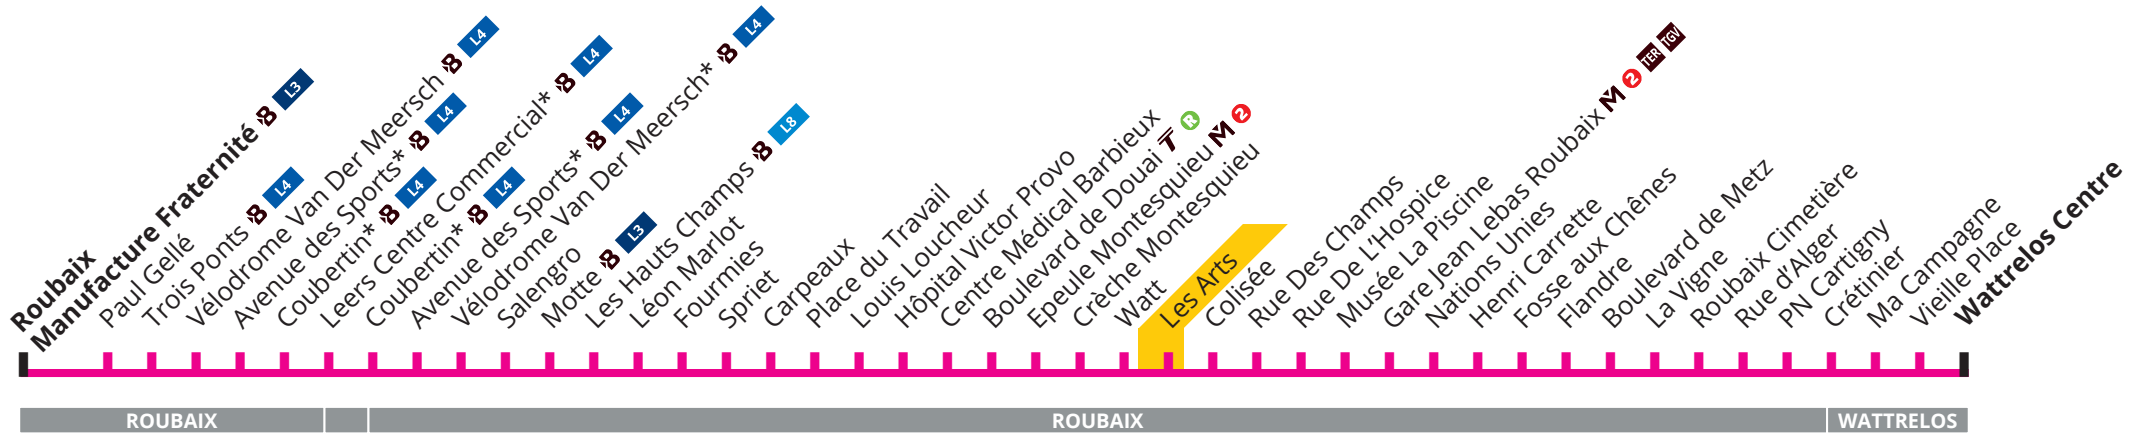 Roubaix
Manufacture Fraternité B L3
Paul Gellé
Trois Ponts B L4
Vélodrome Van Der Meersch B L4
Avenue des Sports* B L4
Coubertin* B L4
Leers Centre Commercial* B L4
Coubertin* B L4
Avenue des Sports* B L4
Vélodrome Van Der Meersch* B L4
Salengro
Motte B L3
Les Hauts Champs B L8
Léon Marlot
Fourmies
Spriet
Carpeaux
Place du Travail
Louis Loucheur
Hôpital Victor Provo
Centre Médical Barbieux
Boulevard de Douai T R
Epeule Montesquieu M 2
Crèche Montesquieu
Watt
Les Arts
Colisée
Rue Des Champs
Rue De L'Hospice
Musée La Piscine
Gare Jean Lebas Roubaix M 2 TER TGV
Nations Unies
Henri Carrette
Fosse aux Chênes
Flandre
Boulevard de Metz
La Vigne
Roubaix Cimetière
Rue d'Alger
PN Cartigny
Crétinier
Ma Campagne
Vieille Place
Wattrelos Centre
ROUBAIX
ROUBAIX
WATTRELOS